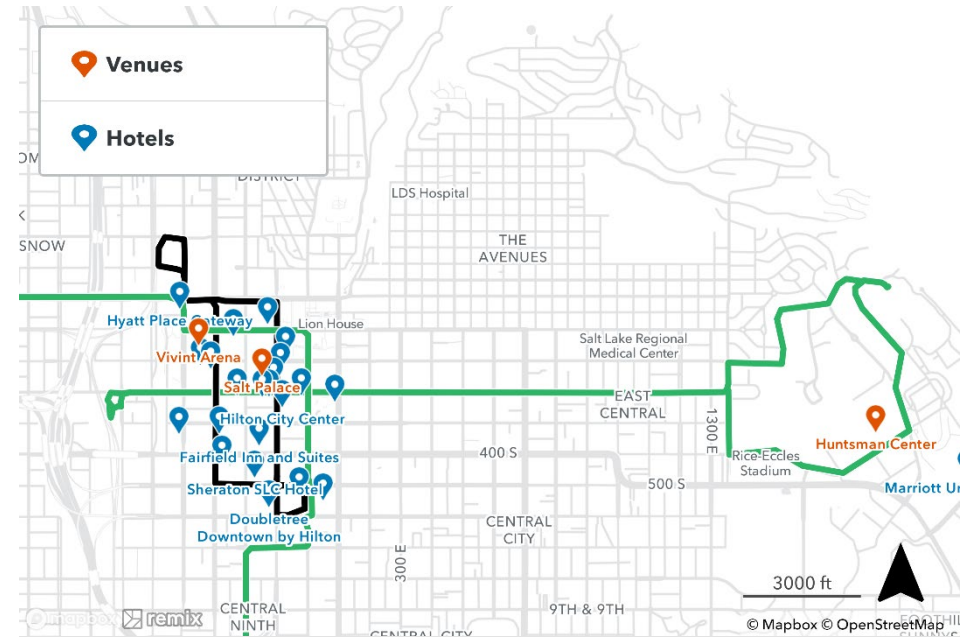 Venues
Hotels
OM
DISTRICT
LDS Hospital
SNOW
THE
AVENUES
Hyatt Place Gateway
Lion House
Vivint Arena
Salt Lake Regional
Medical Center
Salt Palace
EAST
CENTRAL
1300 E
Hilton City Center
Huntsman Center
Fairfield Inn and Suites
400 S
Rice-Eccles
Stadium
Sheraton SLC Hotel
500 S
Marriott Un
Doubletree
Downtown by Hilton
CENTRAL
CITY
300 E
3000 ft
CENTRAL
NINTH
9TH & 9TH
mapbox
remix
CENTRAL CITY
© Mapbox © OpenStreetMap